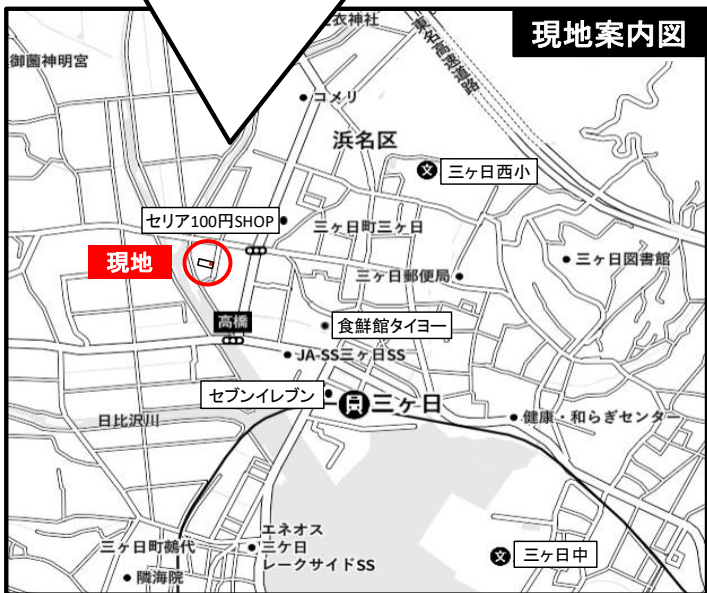 現地案内図
衣神社
東名高速道路
御薗神明宮
コメリ
浜名区
三ヶ日西小
セリア100円SHOP
三ヶ日町三ヶ日
現地
三ヶ日図書館
三ヶ日郵便局
高橋
食鮮館タイヨー
JA-SS三ヶ日SS
セブンイレブン
三ヶ日
日比沢川
健康・和らぎセンター
エネオス
三ケ日
レークサイドSS
三ヶ日町鵺代
隣海院
文
三ヶ日中
文